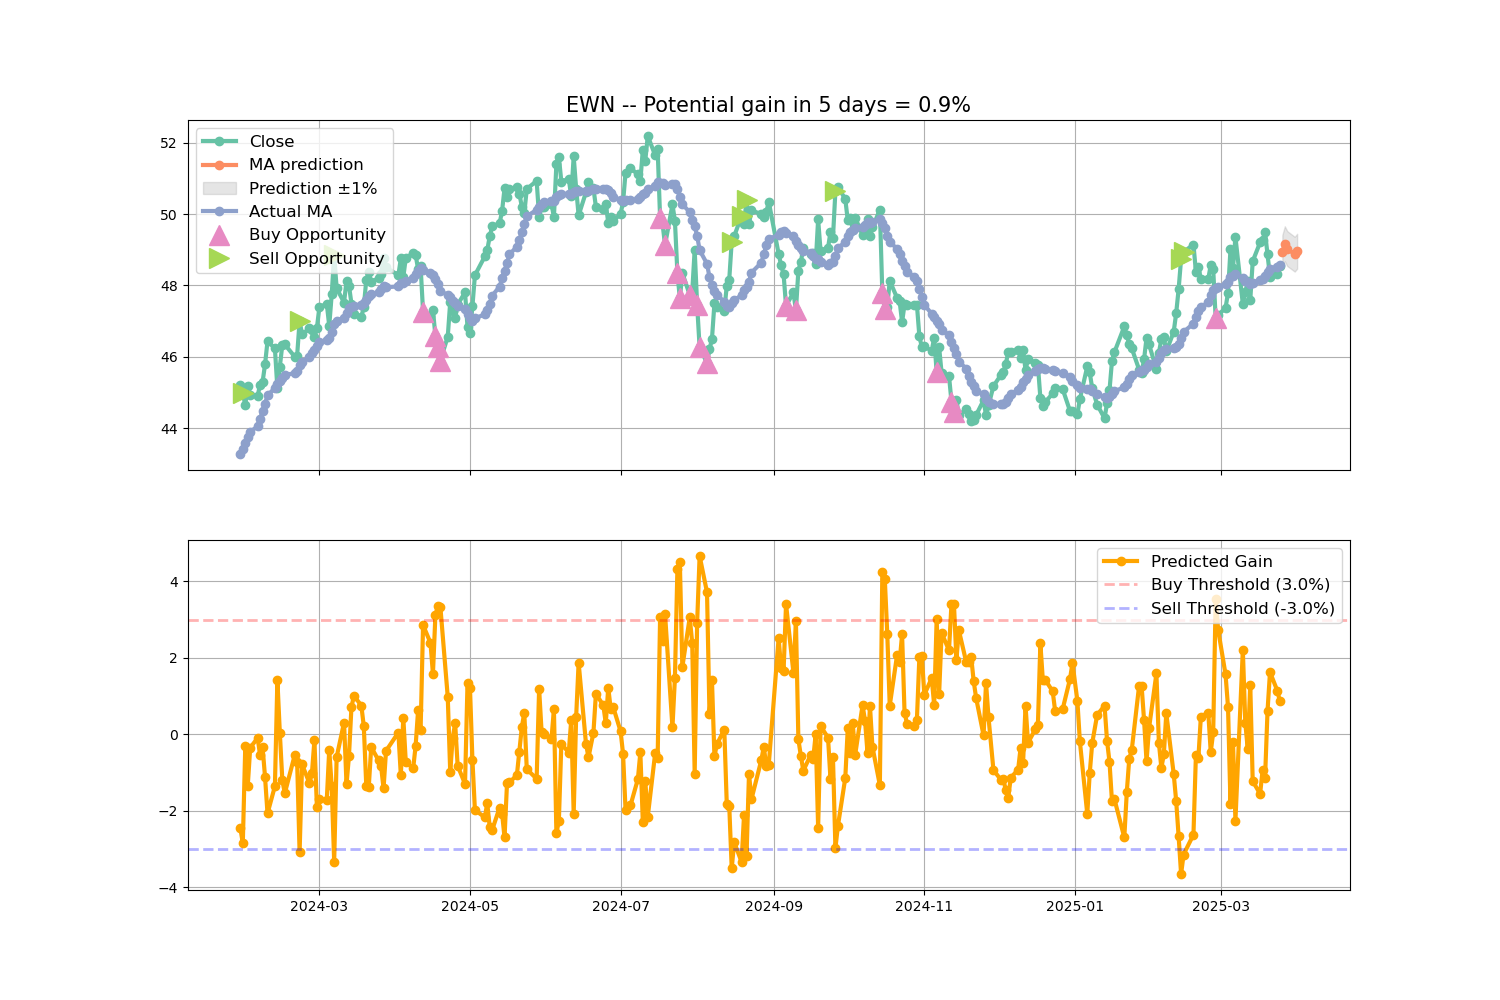 EWN -- Potential gain in 5 days = 0.9%
52
50
48
46
44
Close
MA prediction
Prediction ±1%
Actual MA
Buy Opportunity
Sell Opportunity
4
2
0
−2
−4
Predicted Gain
Buy Threshold (3.0%)
Sell Threshold (-3.0%)
2024-03
2024-05
2024-07
2024-09
2024-11
2025-01
2025-03